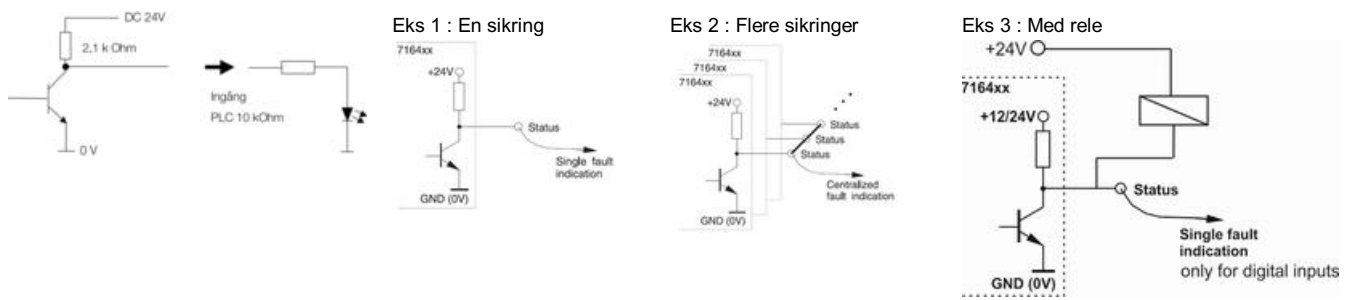 DC 24V
2,1 k Ohm
Ingång
PLC 10 kOhm
0 V
Eks 1 : En sikring
7164xx
+24V
Status
Single fault
indication
GND (0V)
Eks 2 : Flere sikringer
7164xx
7164xx
7164xx
+24V
Status
Status
Status
Centralized
fault indication
GND (0V)
Eks 3 : Med rele
+24V
7164xx
+12/24V
Status
Single fault
indication
only for digital inputs
GND (0V)